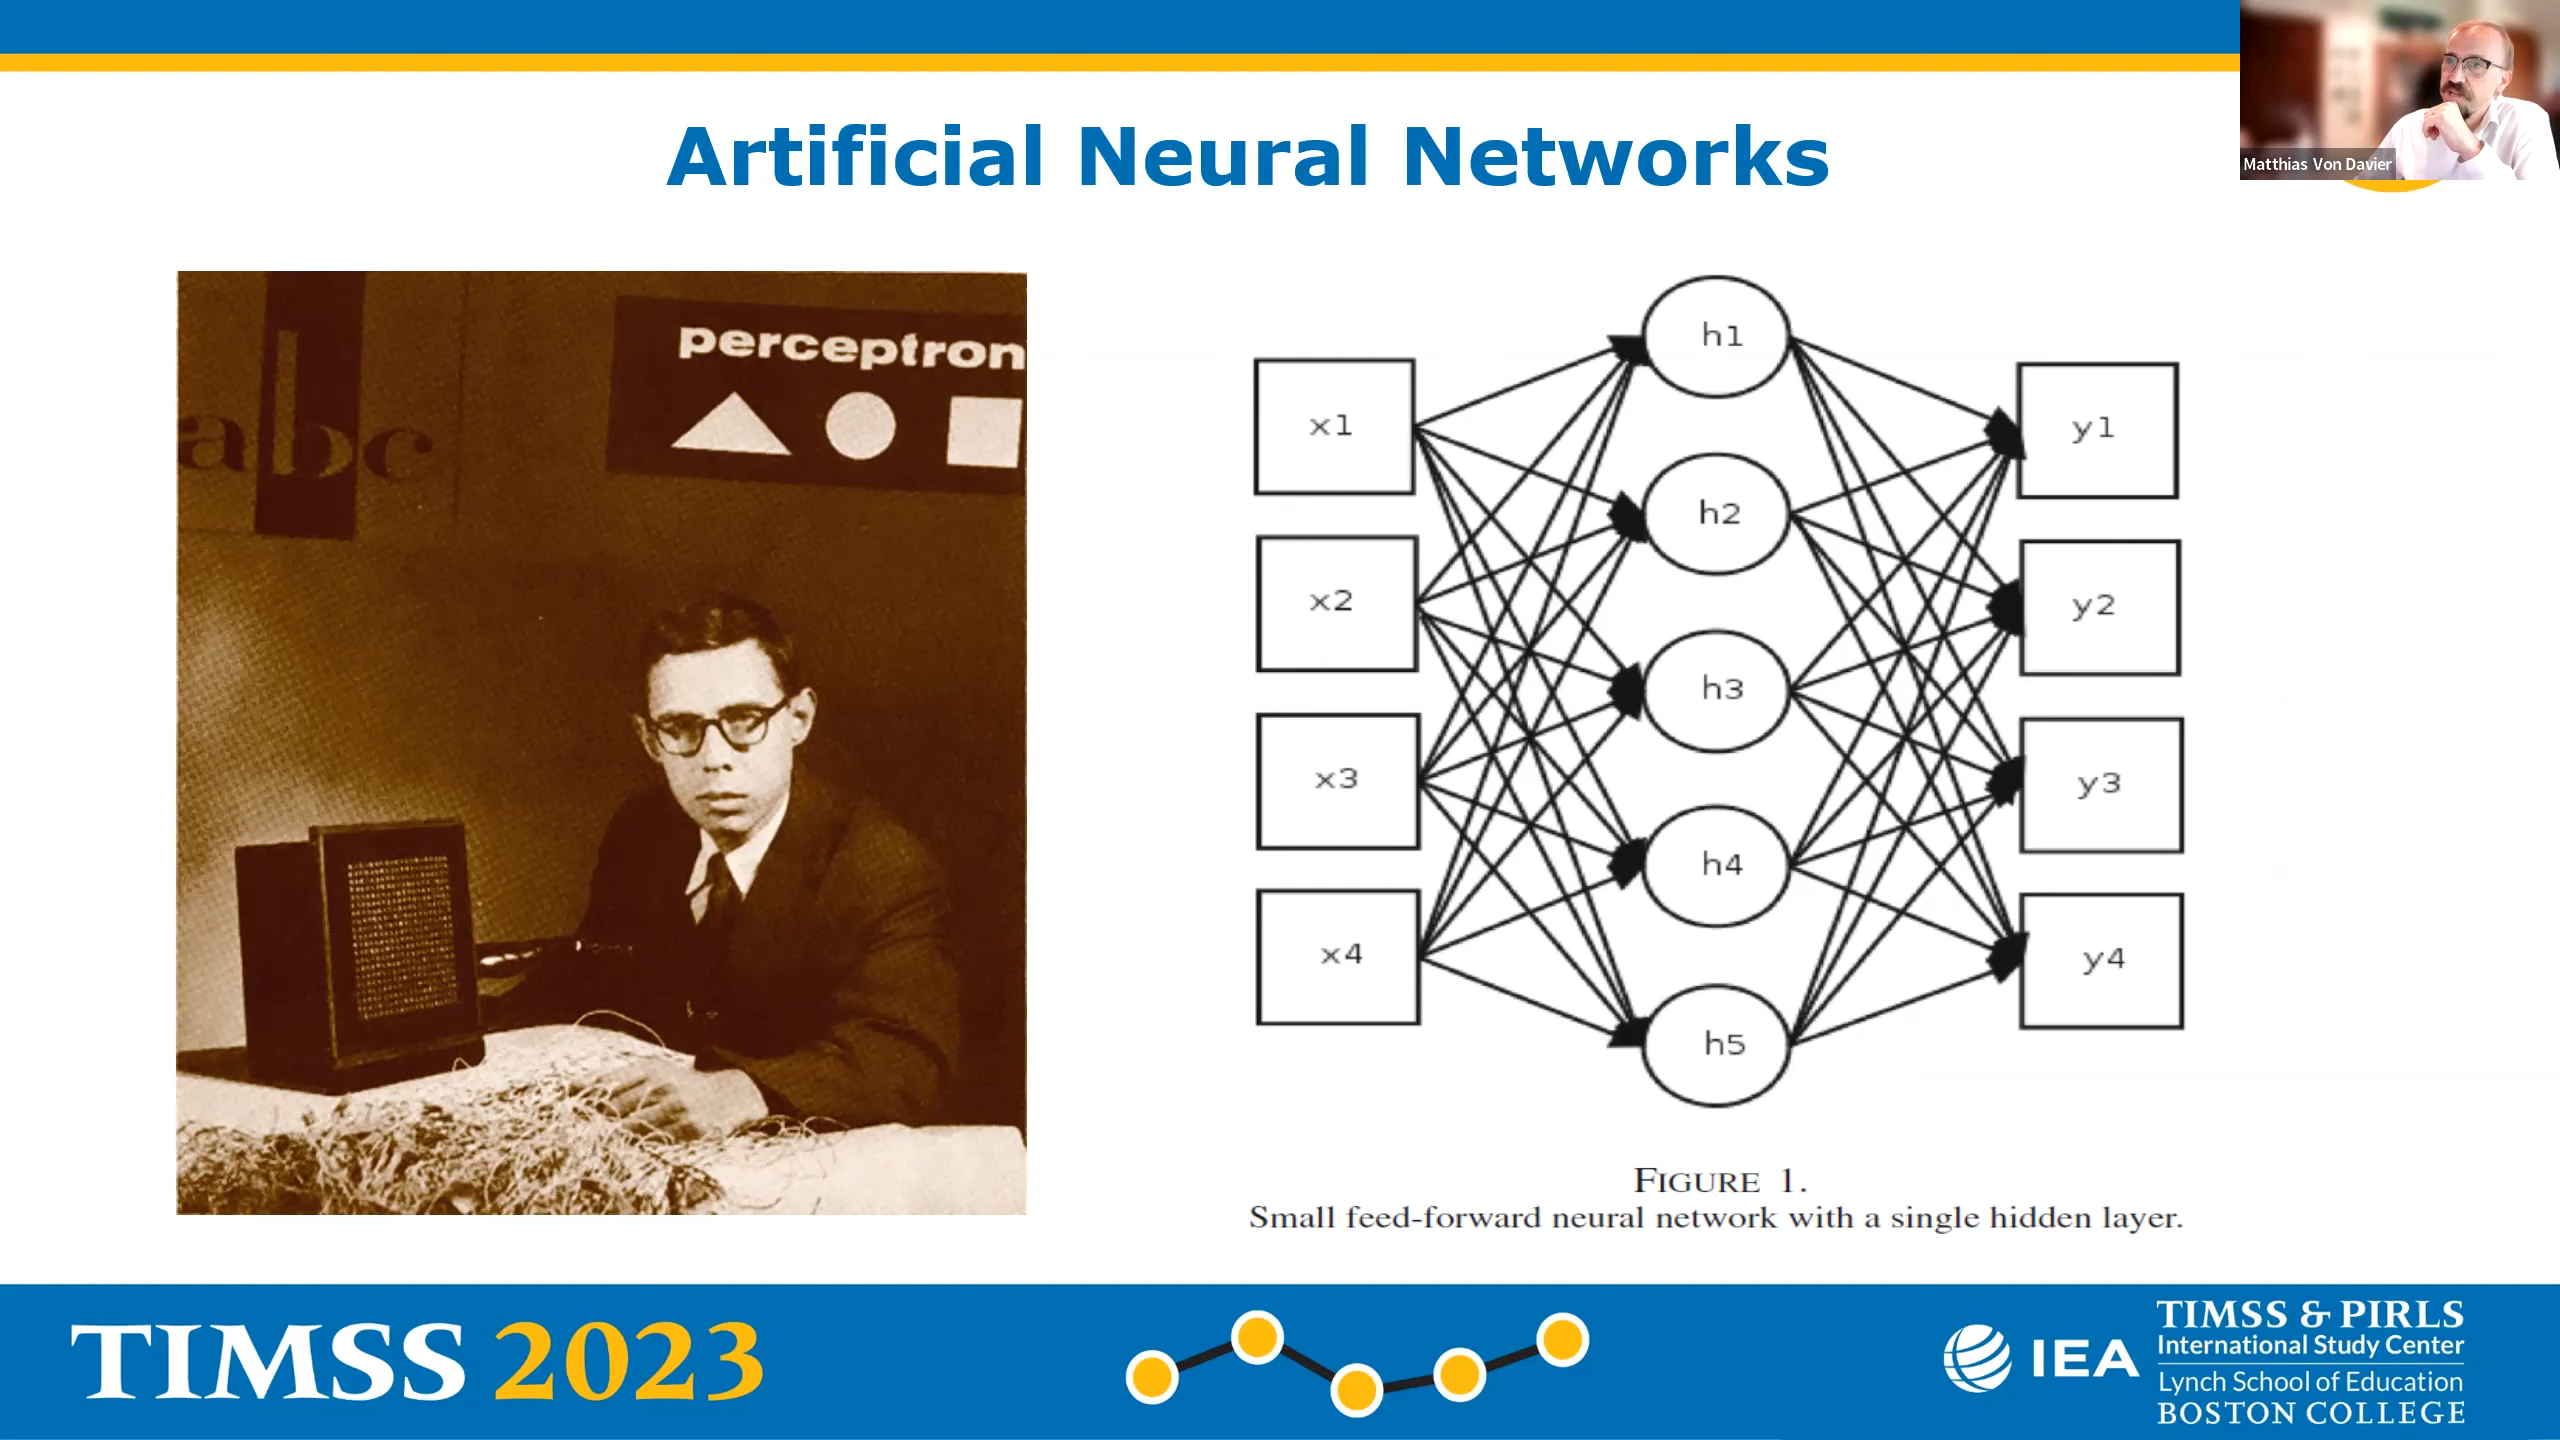 Artificial Neural Networks
Matthias Von Davier
abc
perceptron
x1
x2
x3
x4
h1
h2
h3
h4
h5
y1
y2
y3
y4
FIGURE 1.
Small feed-forward neural network with a single hidden layer.
TIMSS 2023
IEA
TIMSS & PIRLS
International Study Center
Lynch School of Education
BOSTON COLLEGE